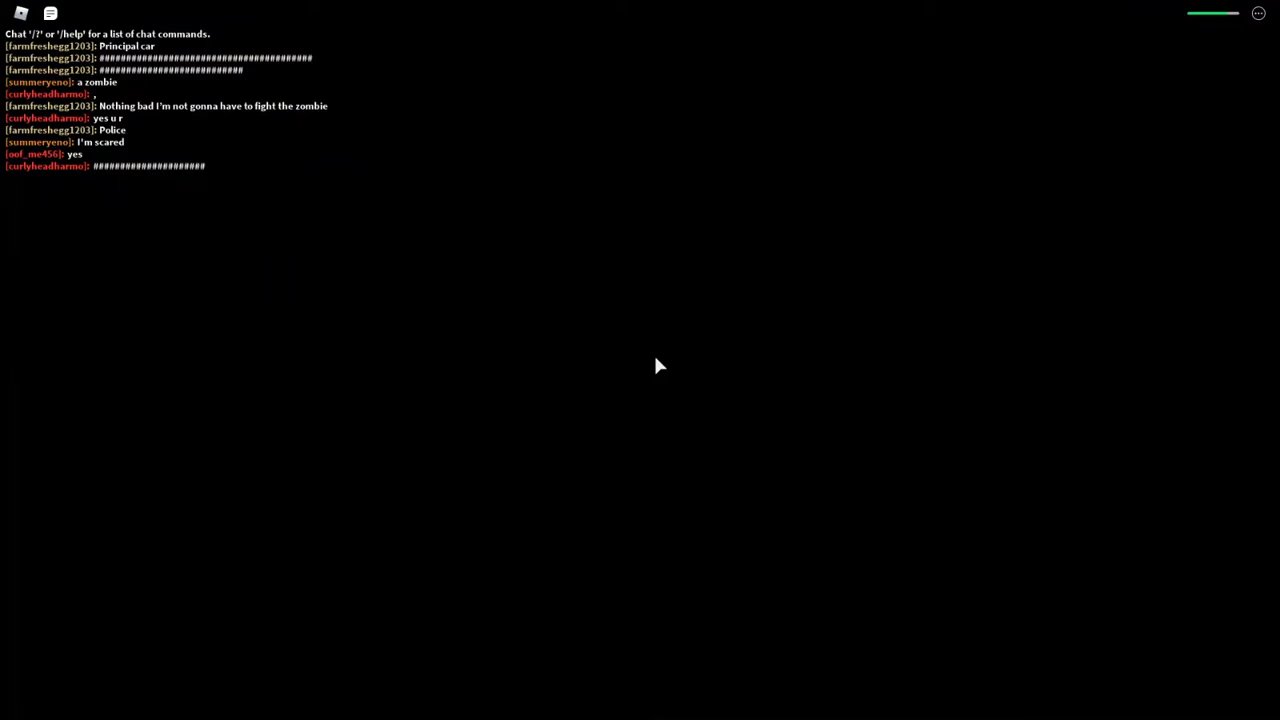 Chat '/?' or '/help' for a list of chat commands.
[farmfreshegg1203]: Principal car
[farmfreshegg1203]: ########################################
[farmfreshegg1203]: ###########################
[summeryeno]: a zombie
[curlyheadharmo]: ,
[farmfreshegg1203]: Nothing bad I'm not gonna have to fight the zombie
[curlyheadharmo]: yes u r
[farmfreshegg1203]: Police
[summeryeno]: I'm scared
[oof_me456]: yes
[curlyheadharmo]: #####################